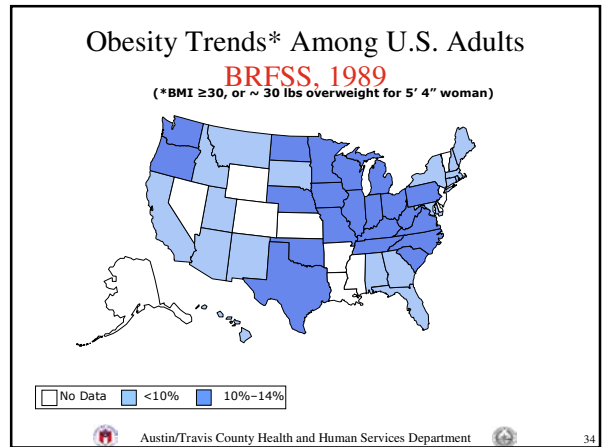 Obesity Trends* Among U.S. Adults
BRFSS, 1989
(*BMI ≥30, or ~ 30 lbs overweight for 5’ 4” woman)
No Data <10% 10%–14%
Austin/Travis County Health and Human Services Department 34